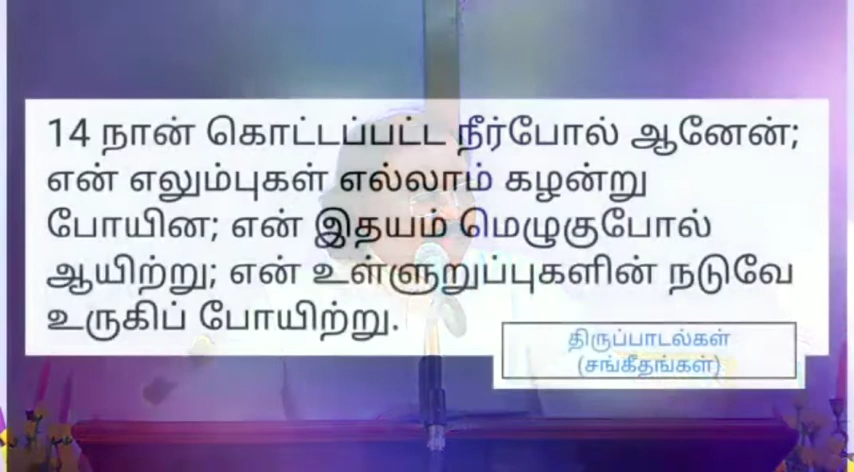 14 நான் கொட்டப்பட்ட நீர்போல் ஆனேன்;
என் எலும்புகள் எல்லாம் கழன்று
போயின; என் இதயம் மெழுகுபோல்
ஆயிற்று; என் உள்ளுறுப்புகளின் நடுவே
உருகிப் போயிற்று.
திருப்பாடல்கள்
(சங்கீதங்கள்)